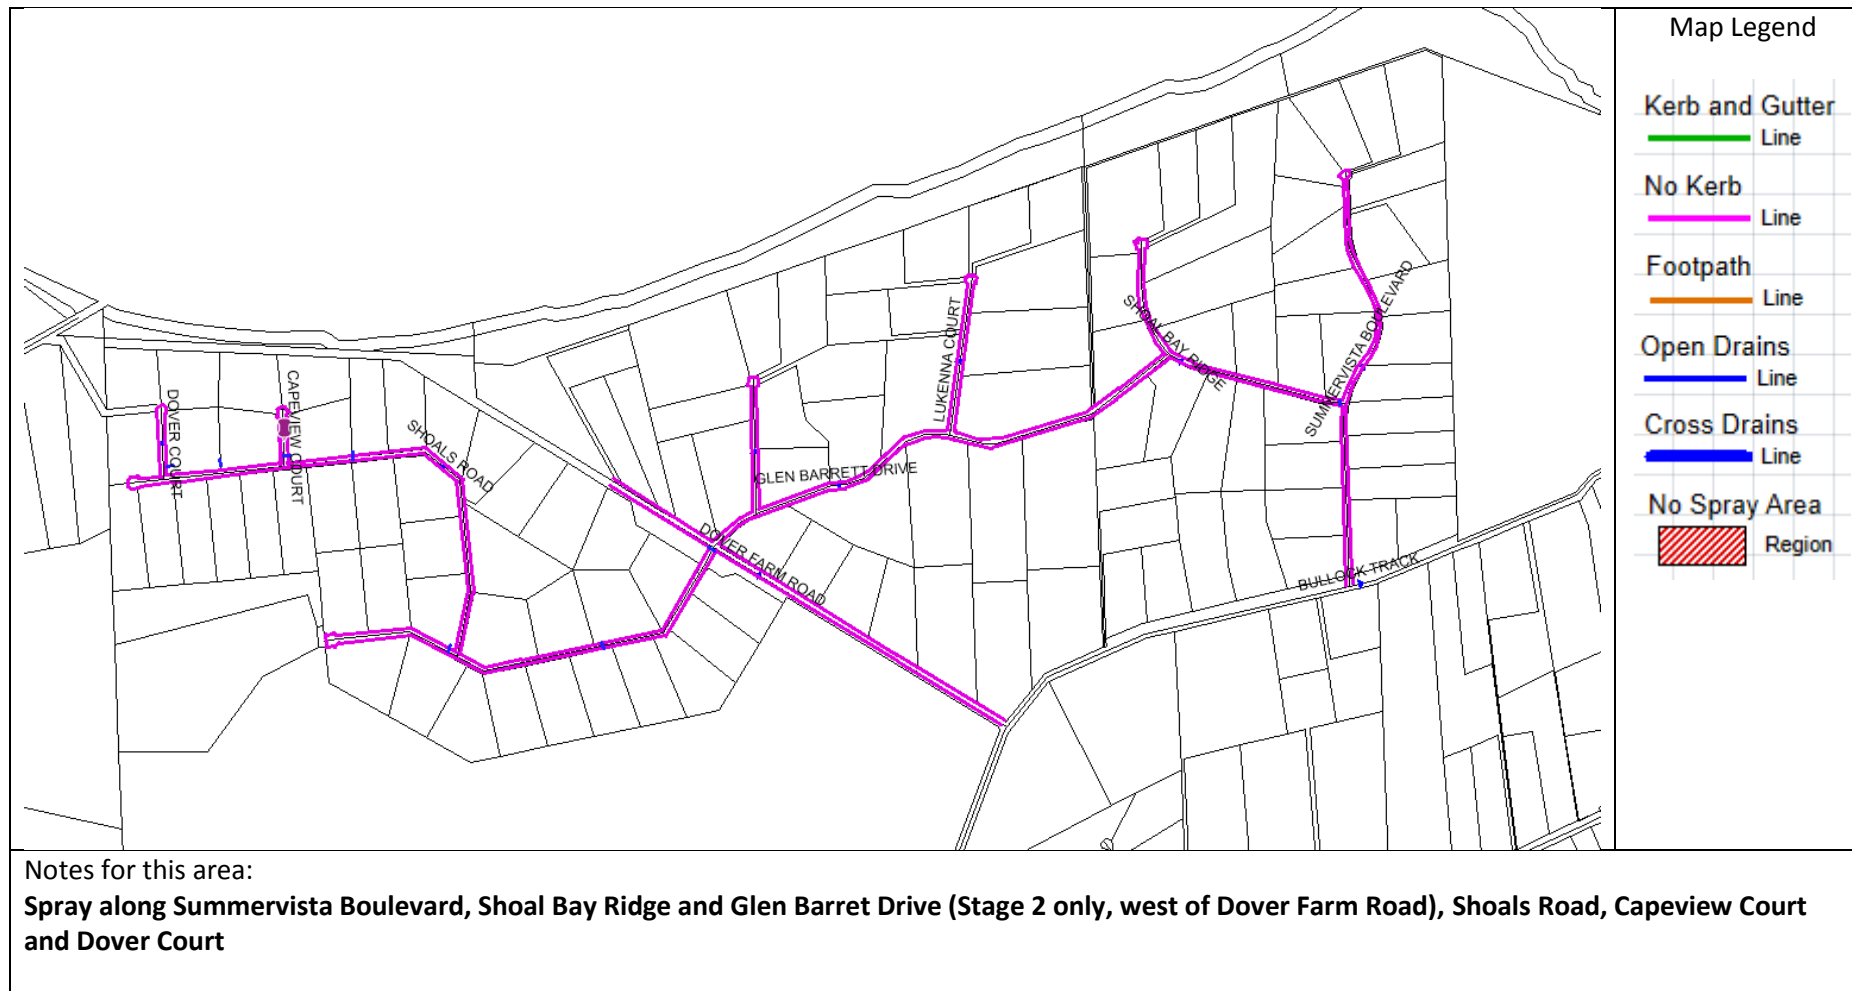 Map Legend
Kerb and Gutter
Line
No Kerb
Line
Footpath
Line
Open Drains
Line
Cross Drains
Line
No Spray Area
Region
DOVER COURT
CAPEVIEW COURT
SHOALS ROAD
GLEN BARRETT DRIVE
LUKENNA COURT
SHOAL BAY RIDGE
SUMMERVISTA BOULEVARD
DOVER FARM ROAD
BULLOCK TRACK
Notes for this area:
Spray along Summervista Boulevard, Shoal Bay Ridge and Glen Barret Drive (Stage 2 only, west of Dover Farm Road), Shoals Road, Capeview Court
and Dover Court